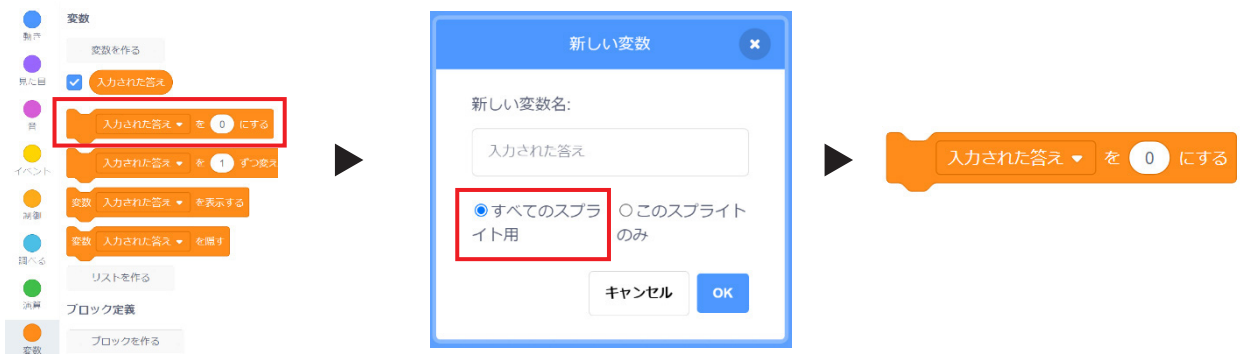 動き
見た目
音
イベント
制御
調べる
演算
変数
変数
変数を作る
入力された答え
入力された答え を 0 にする
入力された答え を 1 ずつ変え
変数 入力された答え を表示する
変数 入力された答え を隠す
リストを作る
ブロック定義
ブロックを作る
新しい変数
新しい変数名:
入力された答え
すべてのスプラ
イト用
このスプライト
のみ
キャンセル
OK
入力された答え を 0 にする